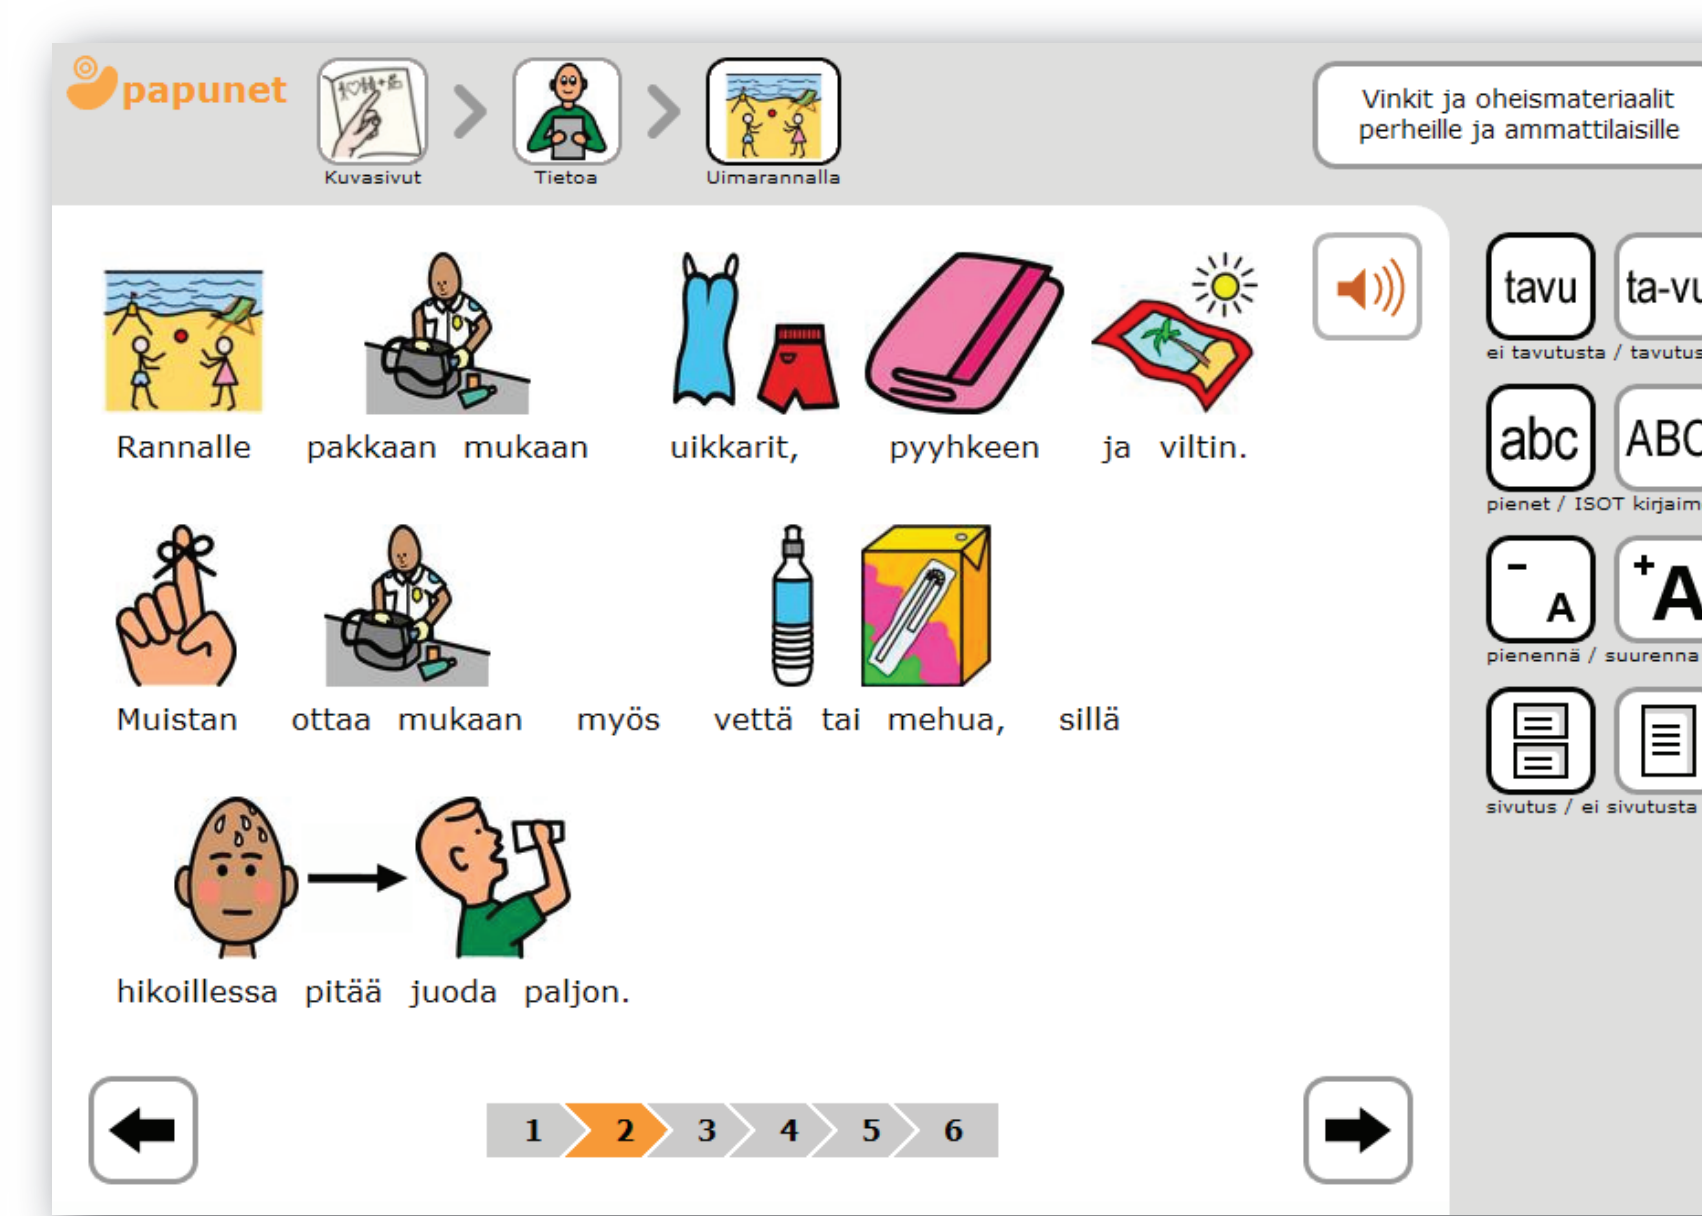 papunet
Kuvasivut
Tietoa
Uimarannalla
Vinkit ja oheismateriaalit
perheille ja ammattilaisille
Rannalle pakkaan mukaan uikkarit, pyyhkeen ja viltin.
Muistan ottaa mukaan myös vettä tai mehua, sillä
hikoillessa pitää juoda paljon.
1 2 3 4 5 6
tavu ta-vu
ei tavutusta / tavutus
abc ABC
pienet / ISOT kirjaim
- A + A
pienennä / suurenna
sivutus / ei sivutusta